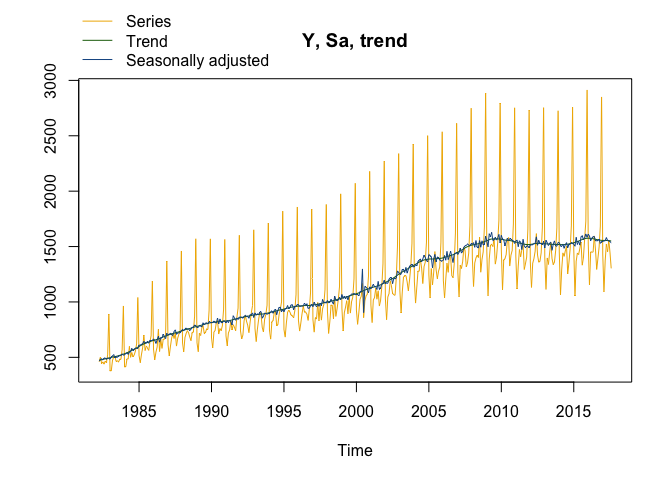 Series
Trend
Seasonally adjusted
Y, Sa, trend
3000
2500
2000
1500
1000
500
1985 1990 1995 2000 2005 2010 2015
Time